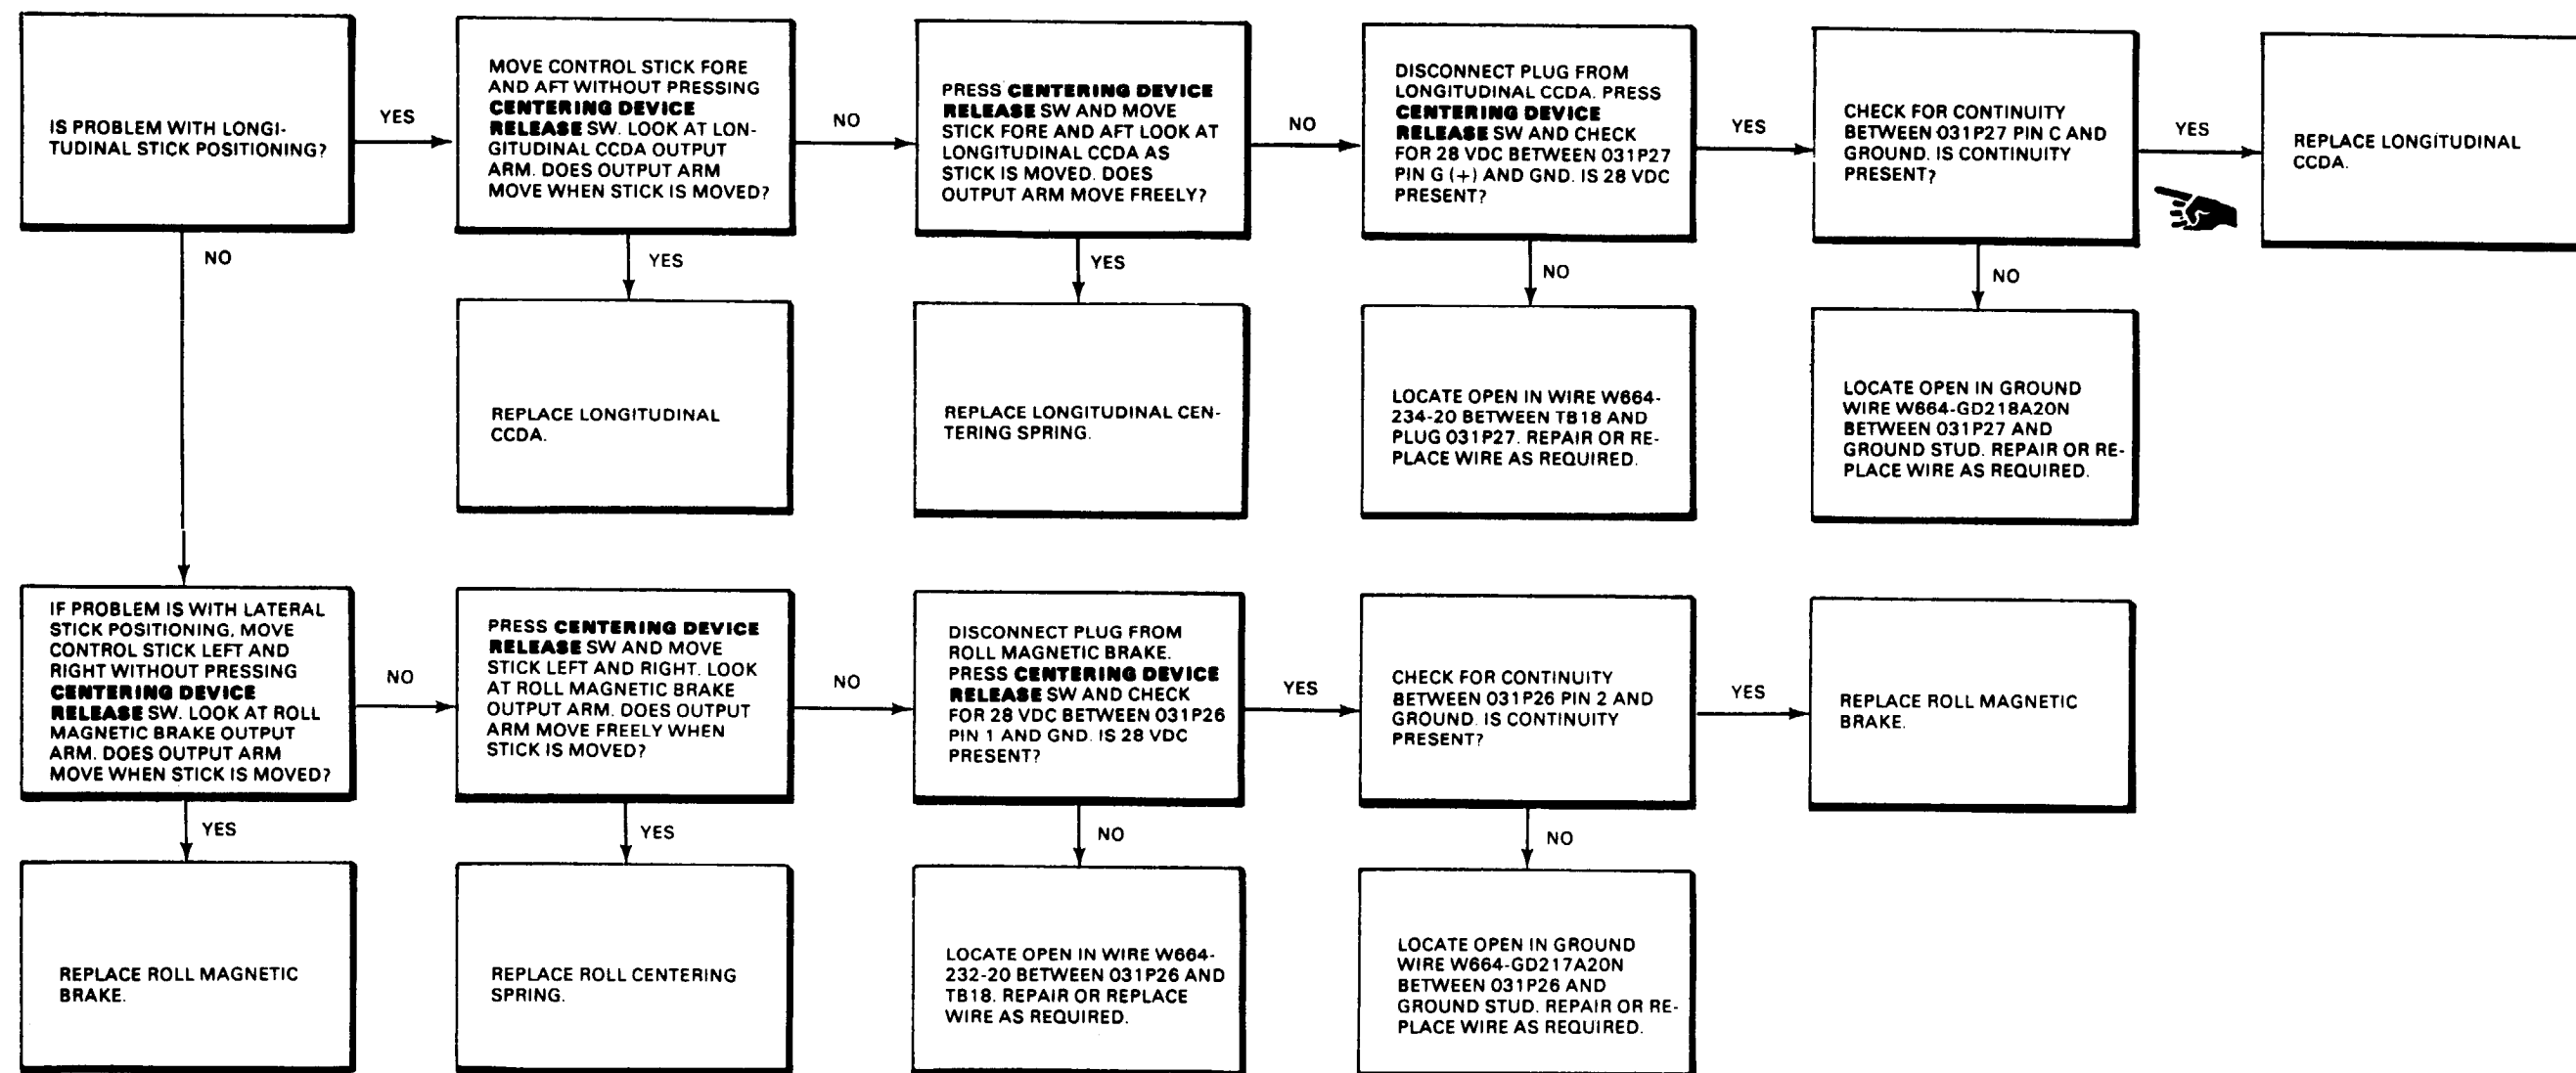 IS PROBLEM WITH LONGI-
TUDINAL STICK POSITIONING?
YES
MOVE CONTROL STICK FORE
AND AFT WITHOUT PRESSING
CENTERING DEVICE
RELEASE SW. LOOK AT LON-
GITUDINAL CCDA OUTPUT
ARM. DOES OUTPUT ARM
MOVE WHEN STICK IS MOVED?
NO
PRESS CENTERING DEVICE
RELEASE SW AND MOVE
STICK FORE AND AFT LOOK AT
LONGITUDINAL CCDA AS
STICK IS MOVED. DOES
OUTPUT ARM MOVE FREELY?
NO
DISCONNECT PLUG FROM
LONGITUDINAL CCDA. PRESS
CENTERING DEVICE
RELEASE SW AND CHECK
FOR 28 VDC BETWEEN 031P27
PIN G (+) AND GND. IS 28 VDC
PRESENT?
YES
CHECK FOR CONTINUITY
BETWEEN 031P27 PIN C AND
GROUND. IS CONTINUITY
PRESENT?
YES
REPLACE LONGITUDINAL
CCDA.
NO
YES
YES
NO
NO
REPLACE LONGITUDINAL
CCDA.
REPLACE LONGITUDINAL CEN-
TERING SPRING.
LOCATE OPEN IN WIRE W664-
234-20 BETWEEN TB18 AND
PLUG 031P27. REPAIR OR RE-
PLACE WIRE AS REQUIRED.
LOCATE OPEN IN GROUND
WIRE W664-GD218A20N
BETWEEN 031P27 AND
GROUND STUD. REPAIR OR RE-
PLACE WIRE AS REQUIRED.
IF PROBLEM IS WITH LATERAL
STICK POSITIONING, MOVE
CONTROL STICK LEFT AND
RIGHT WITHOUT PRESSING
CENTERING DEVICE
RELEASE SW. LOOK AT ROLL
MAGNETIC BRAKE OUTPUT
ARM. DOES OUTPUT ARM
MOVE WHEN STICK IS MOVED?
NO
PRESS CENTERING DEVICE
RELEASE SW AND MOVE
STICK LEFT AND RIGHT. LOOK
AT ROLL MAGNETIC BRAKE
OUTPUT ARM. DOES OUTPUT
ARM MOVE FREELY WHEN
STICK IS MOVED?
NO
DISCONNECT PLUG FROM
ROLL MAGNETIC BRAKE.
PRESS CENTERING DEVICE
RELEASE SW AND CHECK
FOR 28 VDC BETWEEN 031P26
PIN 1 AND GND. IS 28 VDC
PRESENT?
YES
CHECK FOR CONTINUITY
BETWEEN 031P26 PIN 2 AND
GROUND. IS CONTINUITY
PRESENT?
YES
REPLACE ROLL MAGNETIC
BRAKE.
YES
YES
NO
NO
REPLACE ROLL MAGNETIC
BRAKE.
REPLACE ROLL CENTERING
SPRING.
LOCATE OPEN IN WIRE W664-
232-20 BETWEEN 031P26 AND
TB18. REPAIR OR REPLACE
WIRE AS REQUIRED.
LOCATE OPEN IN GROUND
WIRE W664-GD217A20N
BETWEEN 031P26 AND
GROUND STUD. REPAIR OR RE-
PLACE WIRE AS REQUIRED.